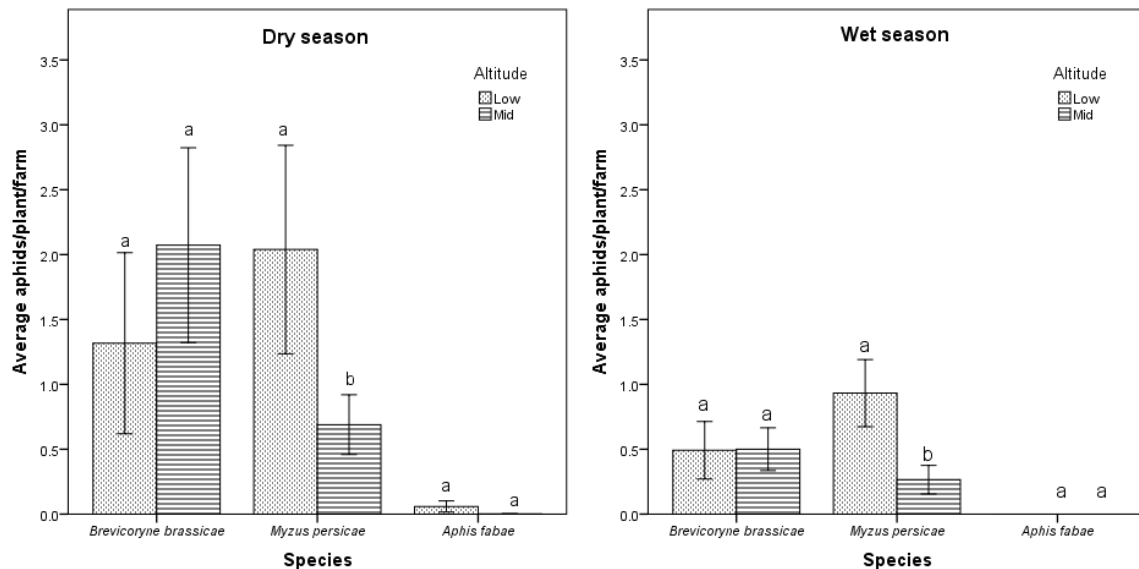 Dry season
Average aphids/plant/farm
3.5
3.0
2.5
2.0
1.5
1.0
0.5
0.0
Altitude
Low
Mid
a
a
a
b
a
a
Brevicoryne brassicae
Myzus persicae
Aphis fabae
Species
Wet season
Average aphids/plant/farm
3.5
3.0
2.5
2.0
1.5
1.0
0.5
0.0
Altitude
Low
Mid
a
a
a
b
a
a
Brevicoryne brassicae
Myzus persicae
Aphis fabae
Species